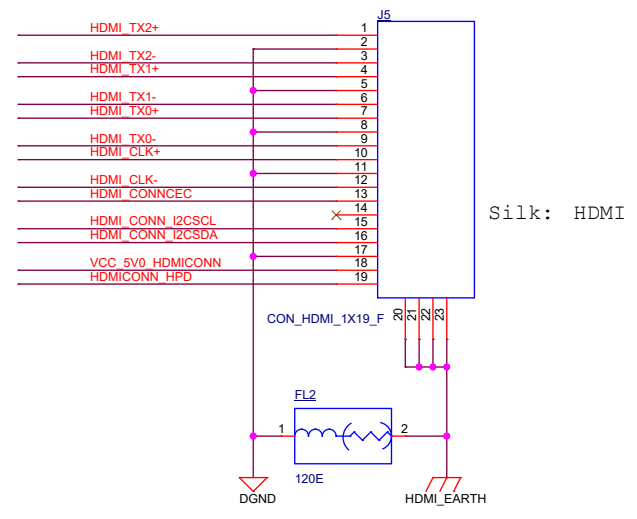 J5
HDMI_TX2+ 1
2
HDMI_TX2- 3
HDMI_TX1+ 4
5
HDMI_TX1- 6
HDMI_TX0+ 7
8
HDMI_TX0- 9
HDMI_CLK+ 10
11
HDMI_CLK- 12
HDMI_CONNCEC 13
14 Silk: HDMI
HDMI_CONN_I2CSCL 15
HDMI_CONN_I2CSDA 16
17
VCC_5V0_HDMICONN 18
HDMICONN_HPD 19
CON_HDMI_1X19_F 20 21 22 23
FL2
1 2
120E
DGND HDMI_EARTH